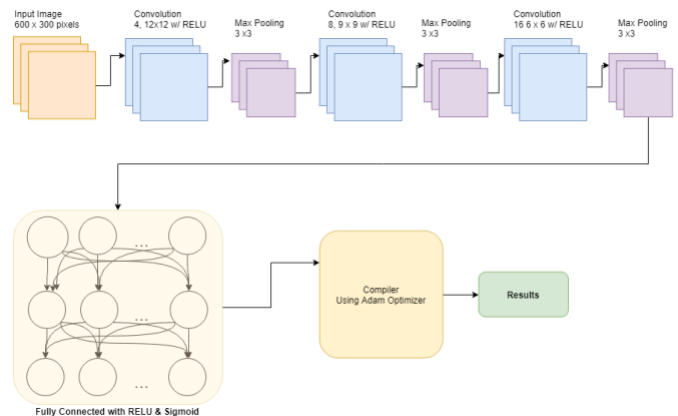 Input Image
600 x 300 pixels
Convolution
4, 12x12 w/ RELU
Max Pooling
3 x3
Convolution
8, 9 x 9 w/ RELU
Max Pooling
3 x3
Convolution
16 6 x 6 w/ RELU
Max Pooling
3 x3
...
...
...
Compiler
Using Adam Optimizer
Results
Fully Connected with RELU & Sigmoid